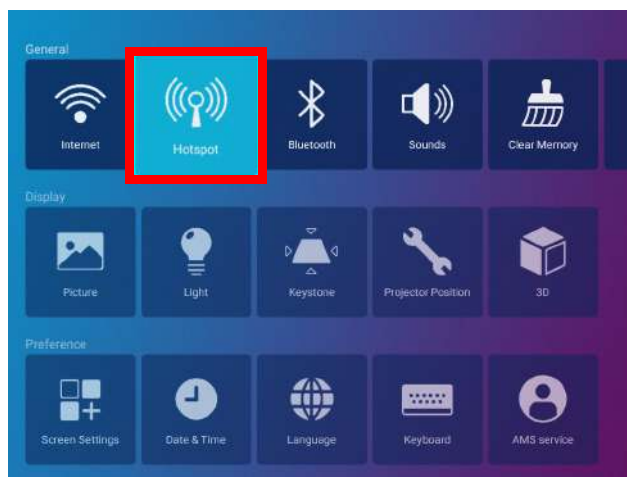 General
Internet
Hotspot
Bluetooth
Sounds
Clear Memory
Display
Picture
Light
Keystone
Projector Position
3D
Preference
Screen Settings
Date & Time
Language
Keyboard
AMS service